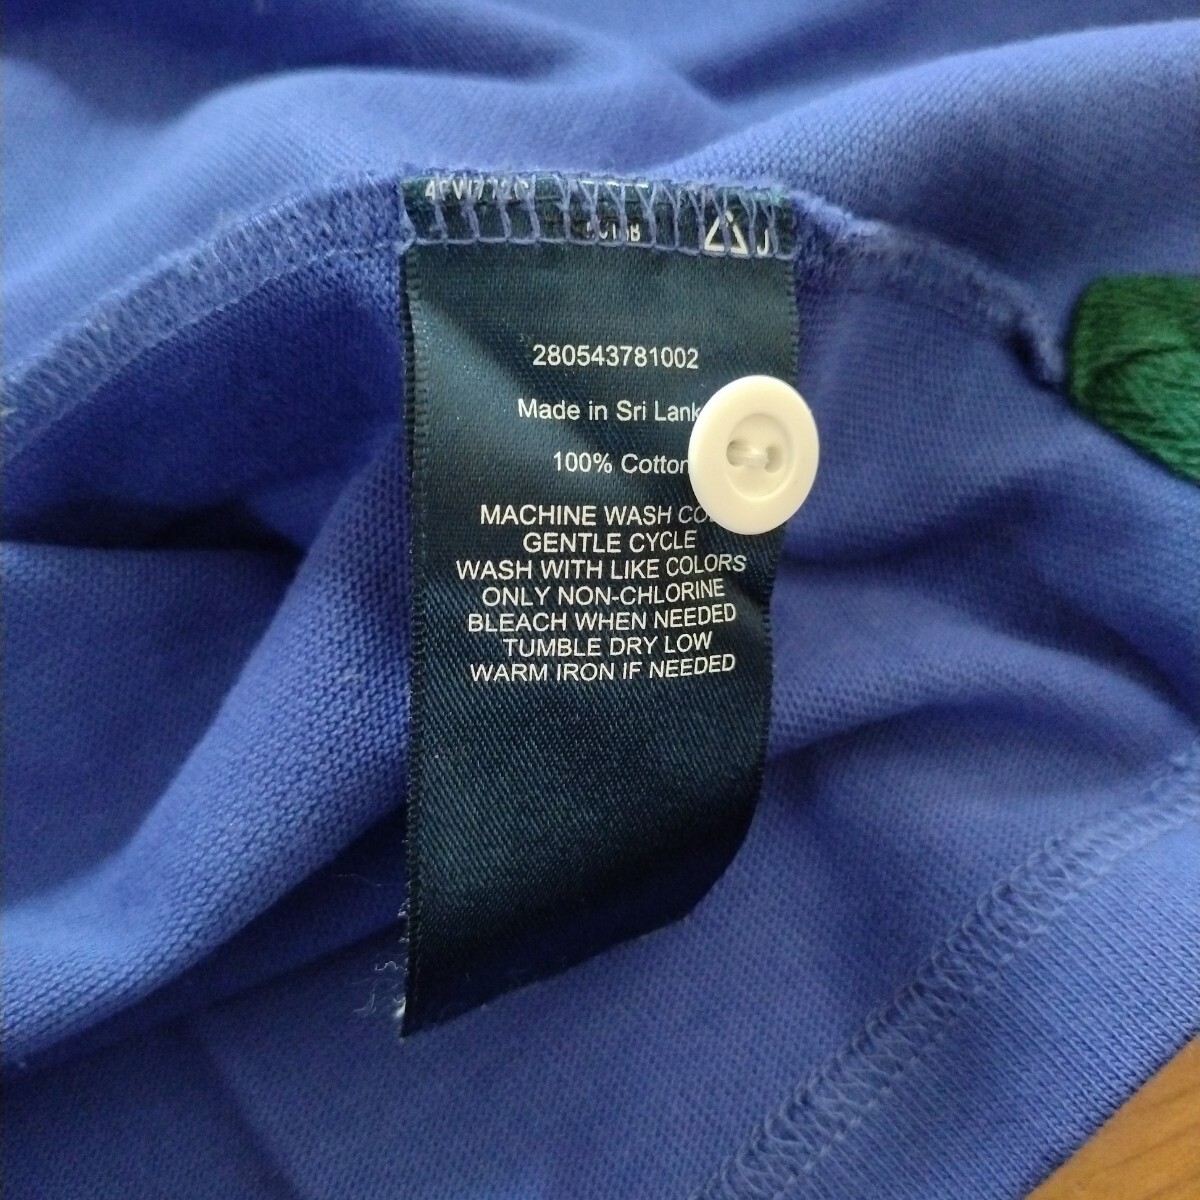 280543781002
Made in Sri Lank
100% Cotton
MACHINE WASH CO
GENTLE CYCLE
WASH WITH LIKE COLORS
ONLY NON-CHLORINE
BLEACH WHEN NEEDED
TUMBLE DRY LOW
WARM IRON IF NEEDED